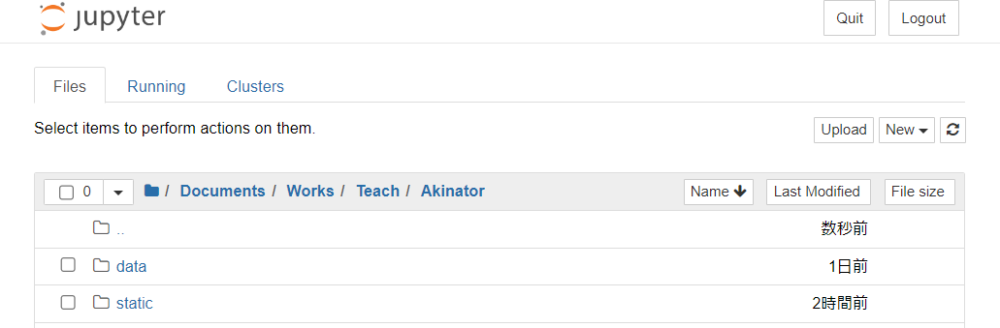 jupyter Quit Logout
Files Running Clusters
Select items to perform actions on them. Upload New
0 / Documents / Works / Teach / Akinator Name Last Modified File size
.. 数秒前
data 1日前
static 2時間前